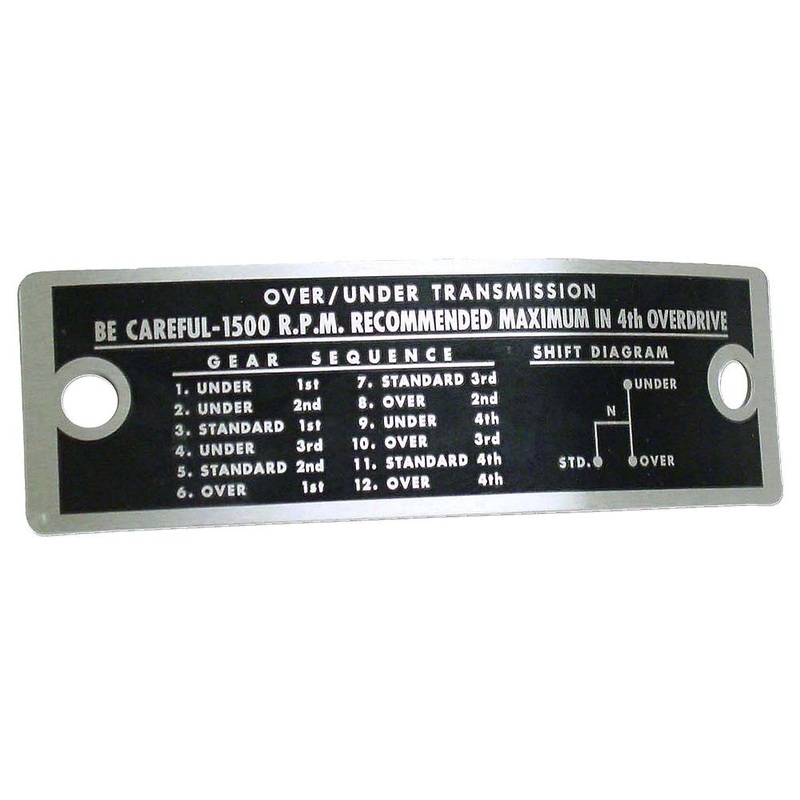 OVER/UNDER TRANSMISSION
BE CAREFUL-1500 R.P.M. RECOMMENDED MAXIMUM IN 4th OVERDRIVE
GEAR SEQUENCE
1. UNDER 1st
2. UNDER 2nd
3. STANDARD 1st
4. UNDER 3rd
5. STANDARD 2nd
6. OVER 1st
7. STANDARD 3rd
8. OVER 2nd
9. UNDER 4th
10. OVER 3rd
11. STANDARD 4th
12. OVER 4th
SHIFT DIAGRAM
UNDER
N
STD. OVER